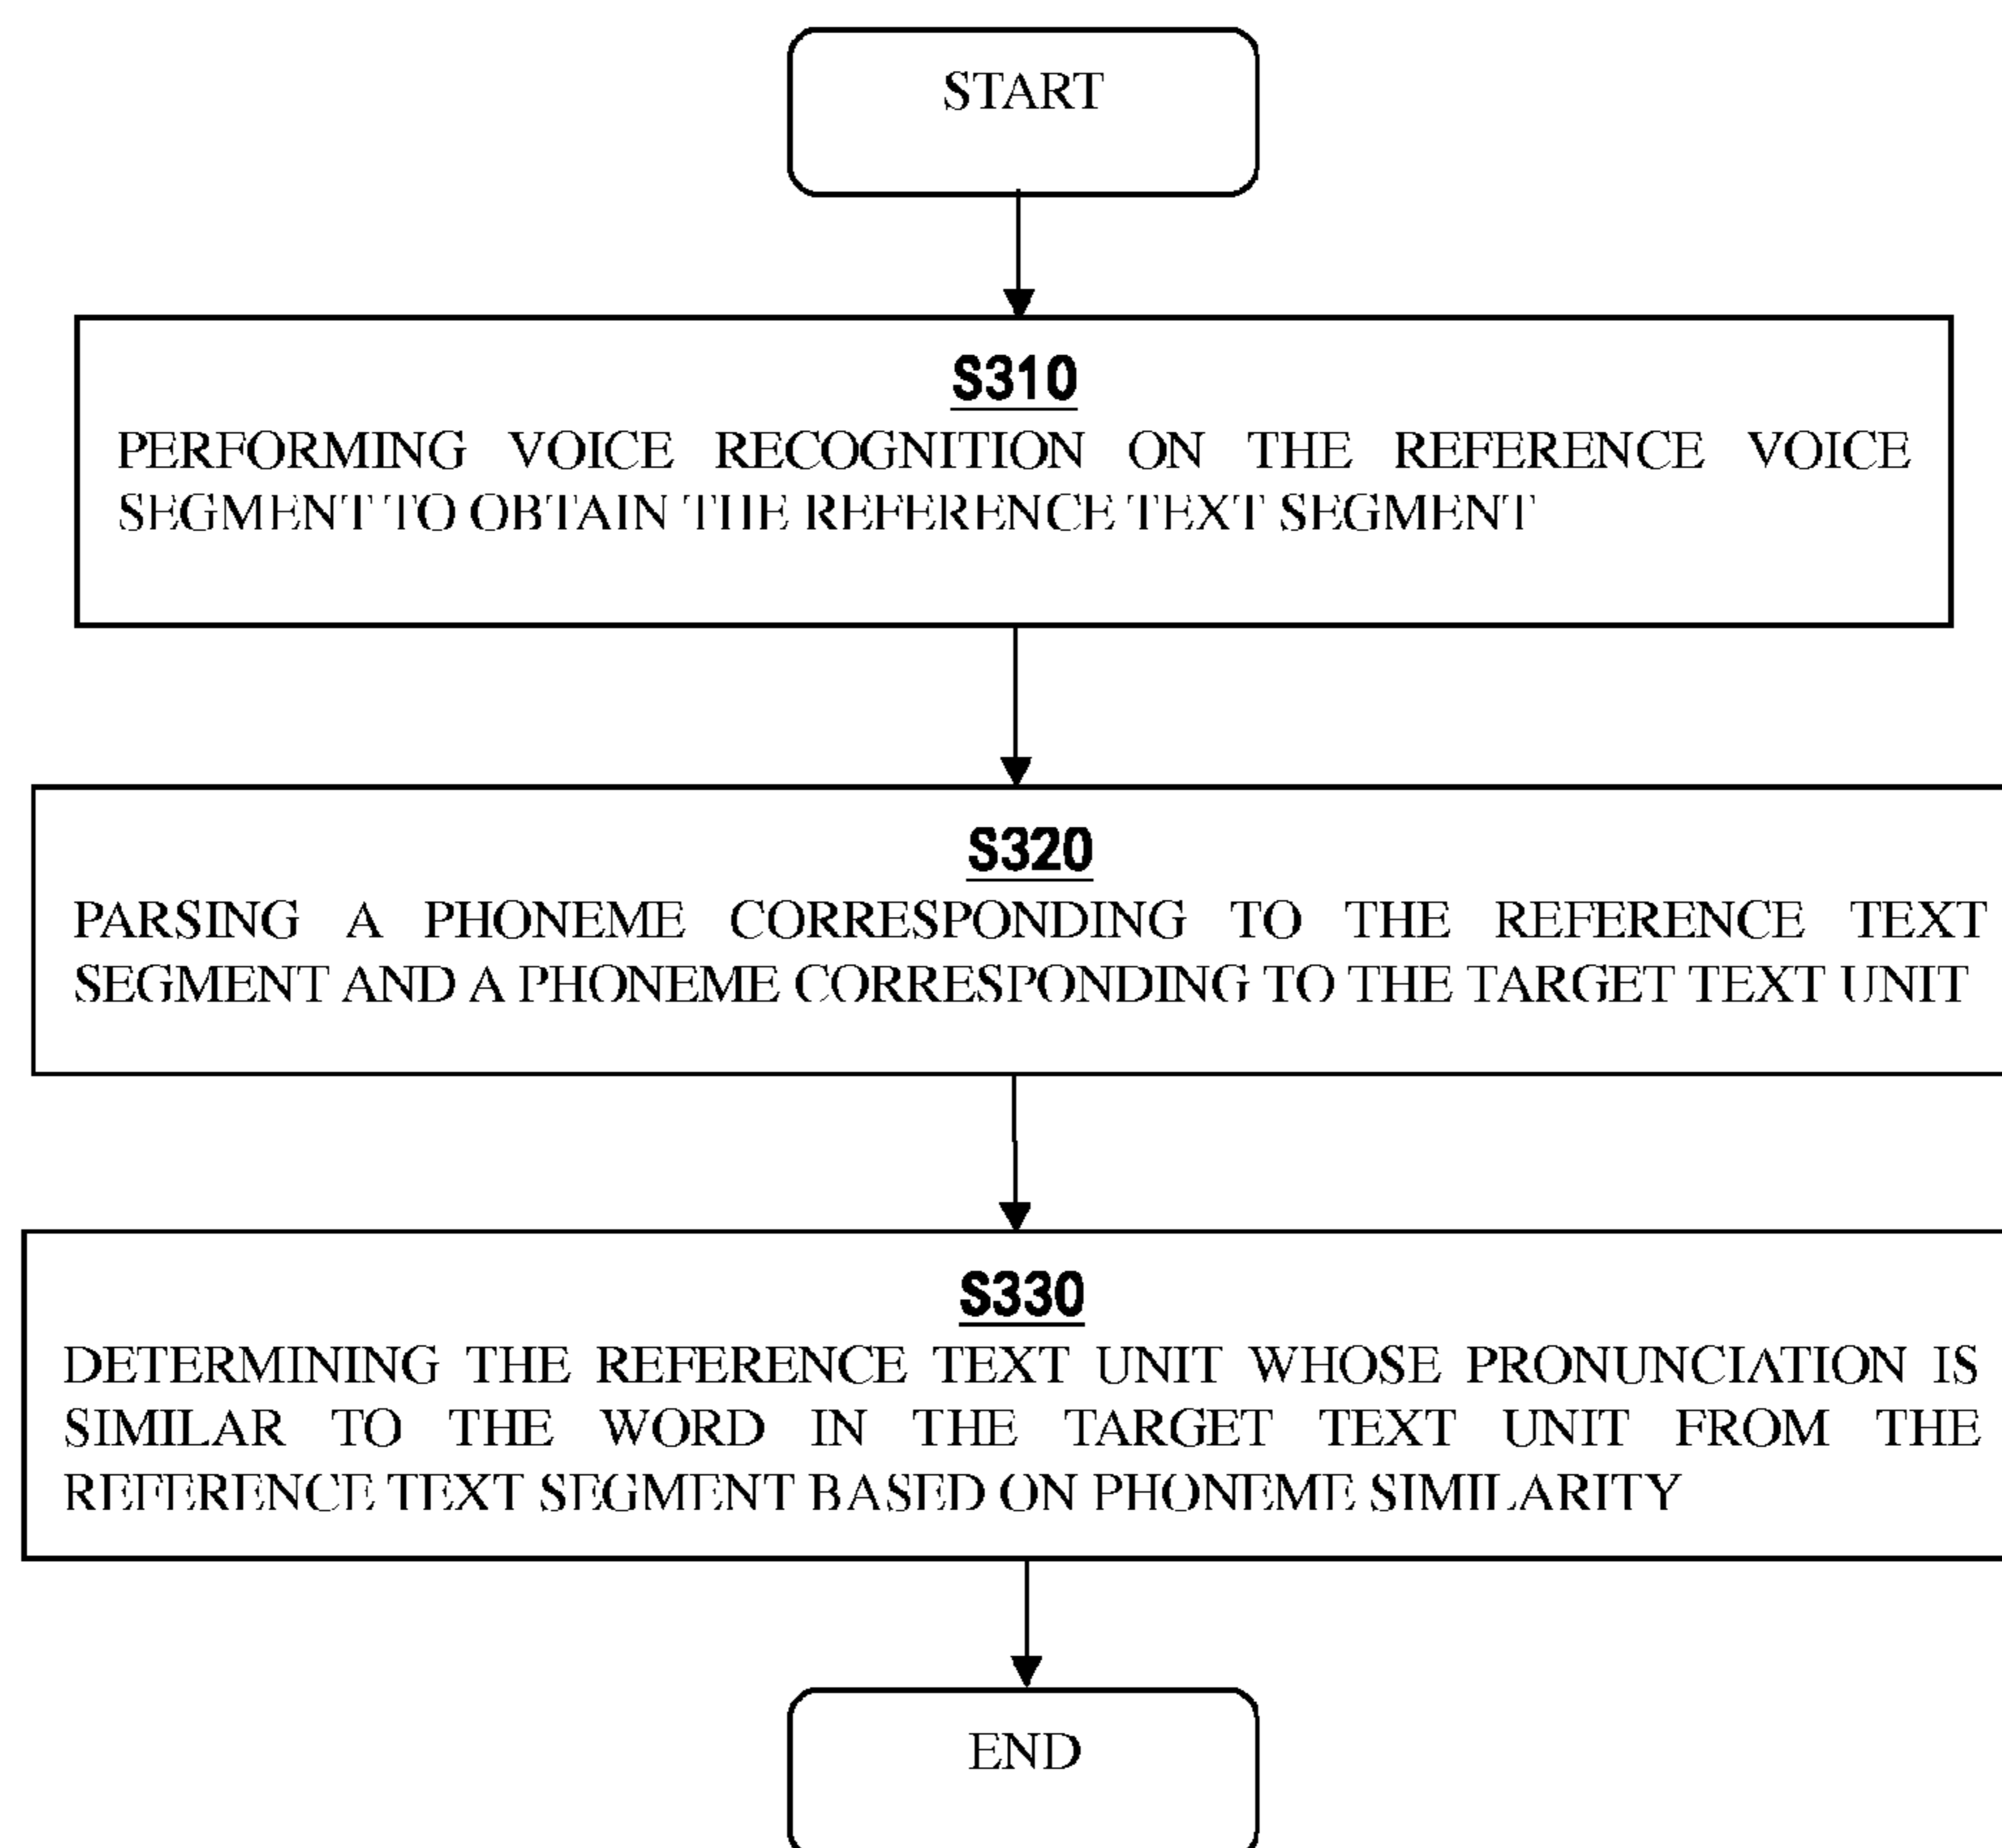 START
S310
PERFORMING VOICE RECOGNITION ON THE REFERENCE VOICE
SEGMENT TO OBTAIN THE REFERENCE TEXT SEGMENT
S320
PARSING A PHONEME CORRESPONDING TO THE REFERENCE TEXT
SEGMENT AND A PHONEME CORRESPONDING TO THE TARGET TEXT UNIT
S330
DETERMINING THE REFERENCE TEXT UNIT WHOSE PRONUNCIATION IS
SIMILAR TO THE WORD IN THE TARGET TEXT UNIT FROM THE
REFERENCE TEXT SEGMENT BASED ON PHONEME SIMILARITY
END